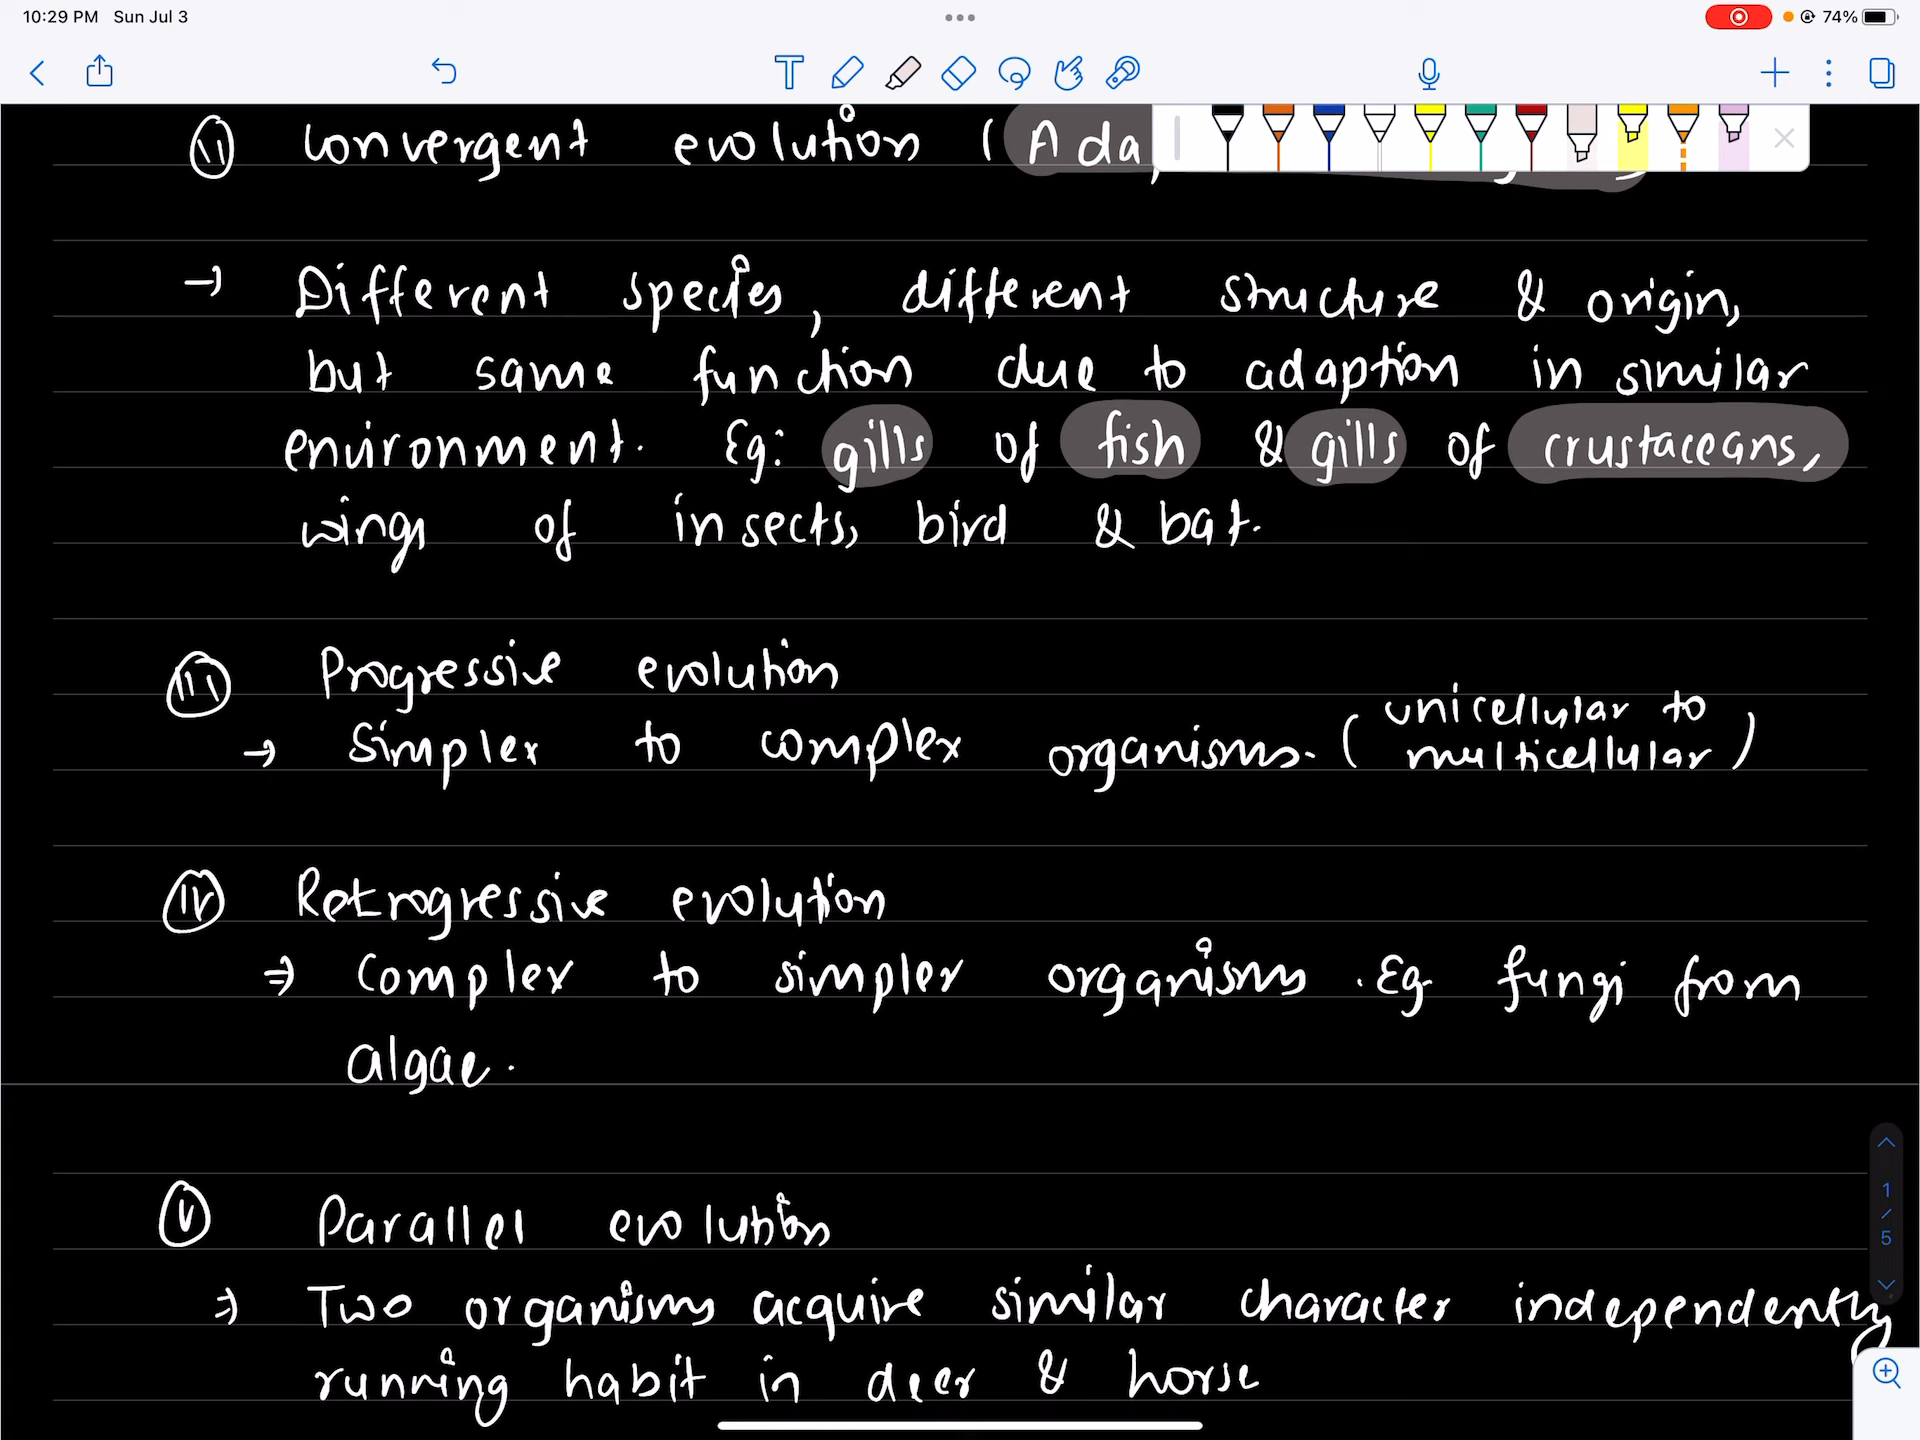 10:29 PM Sun Jul 3
74%
(ii) Convergent evolution ( Ada
→ Different species, different structure & origin,
but same function due to adaption in similar
environment. Eg: gills of fish & gills of crustaceans,
wings of insects, bird & bat.
(iii) Progressive evolution
→ Simplex to complex organisms. ( unicellular to
multicellular )
(iv) Retrogressive evolution
⇒ Complex to simpler organisms. Eg. fungi from
algae.
(v) Parallel evolution
1
/
5
⇒ Two organisms acquire similar character independently
running habit in deer & horse